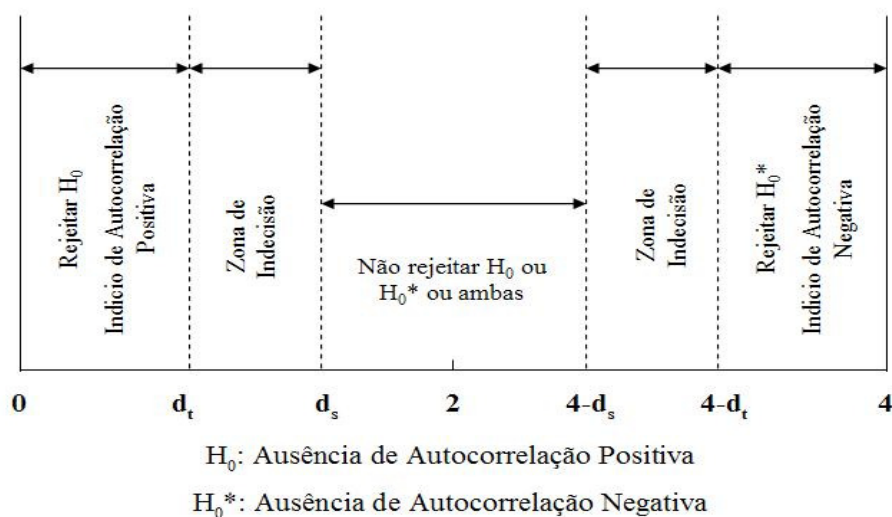 Rejeitar H₀
Indicio de Autocorrelação
Positiva
Zona de
Indecisão
Não rejeitar H₀ ou
H₀* ou ambas
Zona de
Indecisão
Rejeitar H₀*
Indicio de Autocorrelação
Negativa
0 dₜ dₛ 2 4-dₛ 4-dₜ 4
H₀: Ausência de Autocorrelação Positiva
H₀*: Ausência de Autocorrelação Negativa